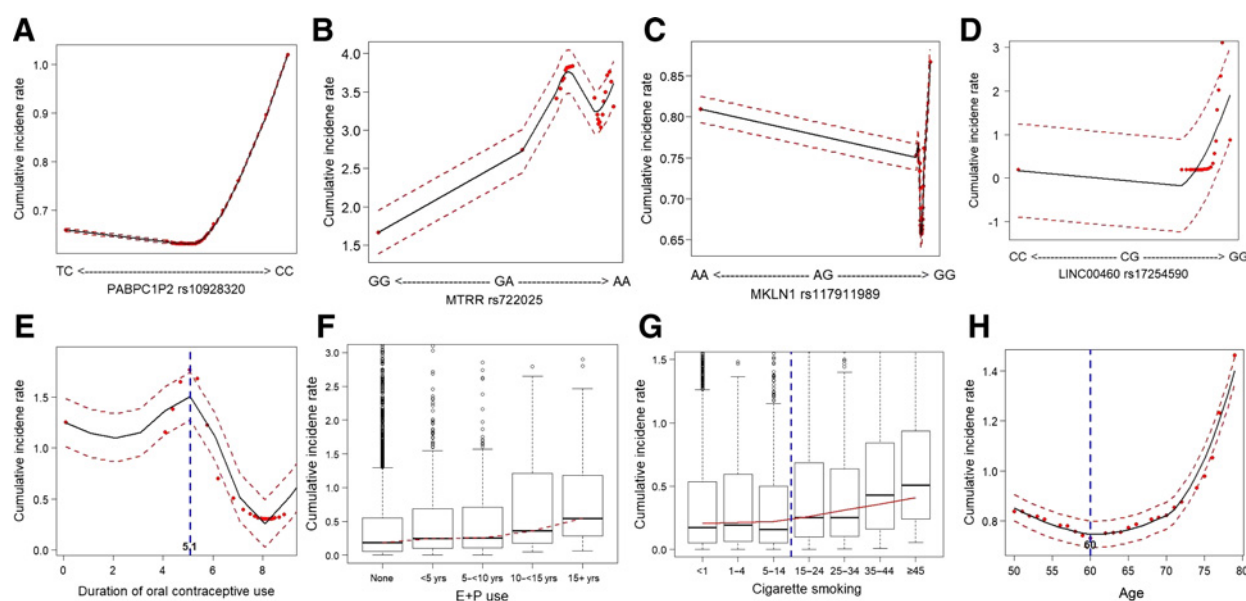 A
Cumulative incidene rate
1.0
0.9
0.8
0.7
TC <------------------------------> CC
PABPC1P2 rs10928320
B
Cumulative incidene rate
4.0
3.5
3.0
2.5
2.0
1.5
GG <--------------- GA ---------------> AA
MTRR rs722025
C
Cumulative incidene rate
0.85
0.80
0.75
0.70
0.65
AA <--------------- AG ---------------> GG
MKLN1 rs117911989
D
Cumulative incidene rate
3
2
1
0
-1
CC <--------------- CG ---------------> GG
LINC00460 rs17254590
E
Cumulative incidene rate
1.5
1.0
0.5
0.0
5.1
0 2 4 6 8
Duration of oral contraceptive use
F
Cumulative incidene rate
3.0
2.5
2.0
1.5
1.0
0.5
0.0
None <5 yrs 5-<10 yrs 10-<15 yrs 15+ yrs
E+P use
G
Cumulative incidene rate
1.5
1.0
0.5
0.0
<1 1-4 5-14 15-24 25-34 35-44 ≥45
Cigarette smoking
H
Cumulative incidene rate
1.4
1.2
1.0
0.8
60
50 55 60 65 70 75 80
Age